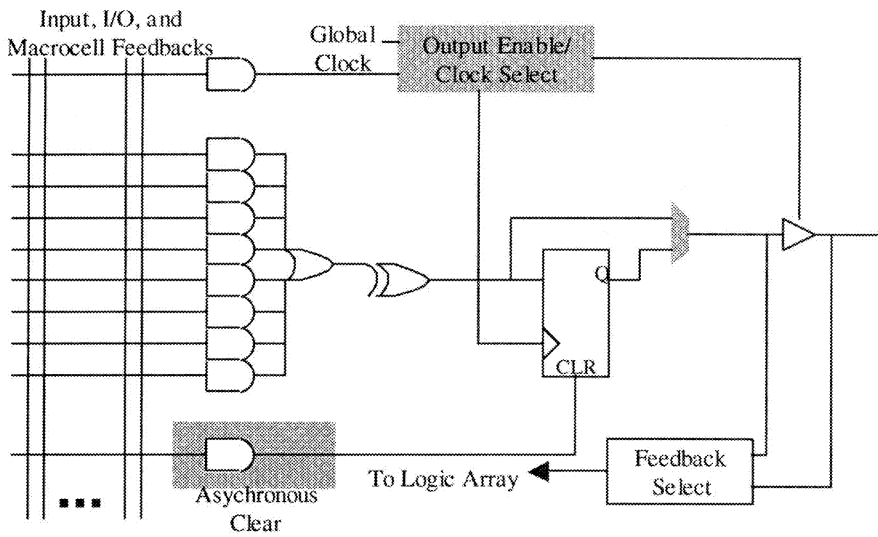 Input, I/O, and
Macrocell Feedbacks
Global
Clock
Output Enable/
Clock Select
Q
CLR
Asychronous
Clear
To Logic Array
Feedback
Select